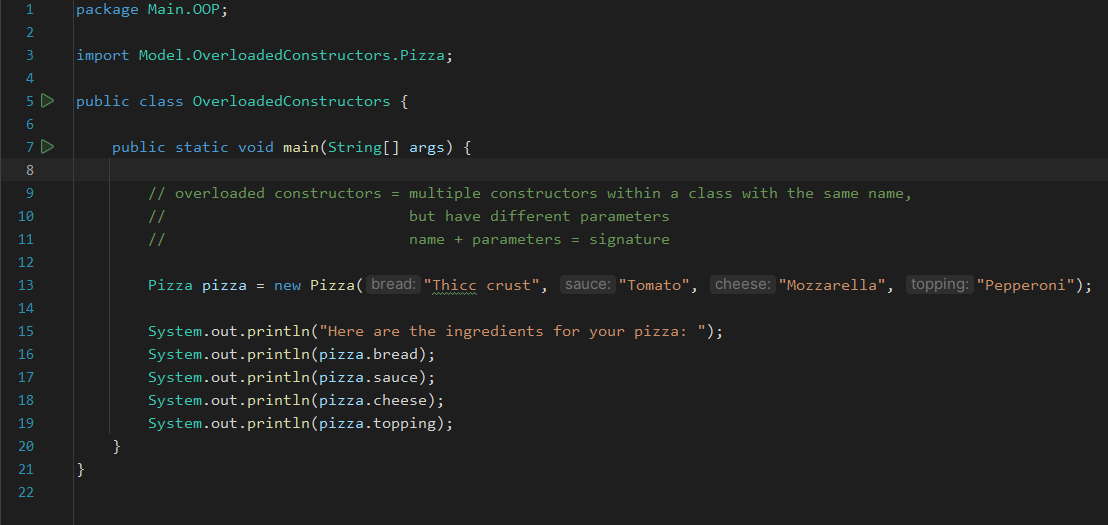 1 package Main.OOP;
2
3 import Model.OverloadedConstructors.Pizza;
4
5 public class OverloadedConstructors {
6
7 public static void main(String[] args) {
8
9 // overloaded constructors = multiple constructors within a class with the same name,
10 // but have different parameters
11 // name + parameters = signature
12
13 Pizza pizza = new Pizza( bread: "Thicc crust", sauce: "Tomato", cheese: "Mozzarella", topping: "Pepperoni");
14
15 System.out.println("Here are the ingredients for your pizza: ");
16 System.out.println(pizza.bread);
17 System.out.println(pizza.sauce);
18 System.out.println(pizza.cheese);
19 System.out.println(pizza.topping);
20 }
21 }
22